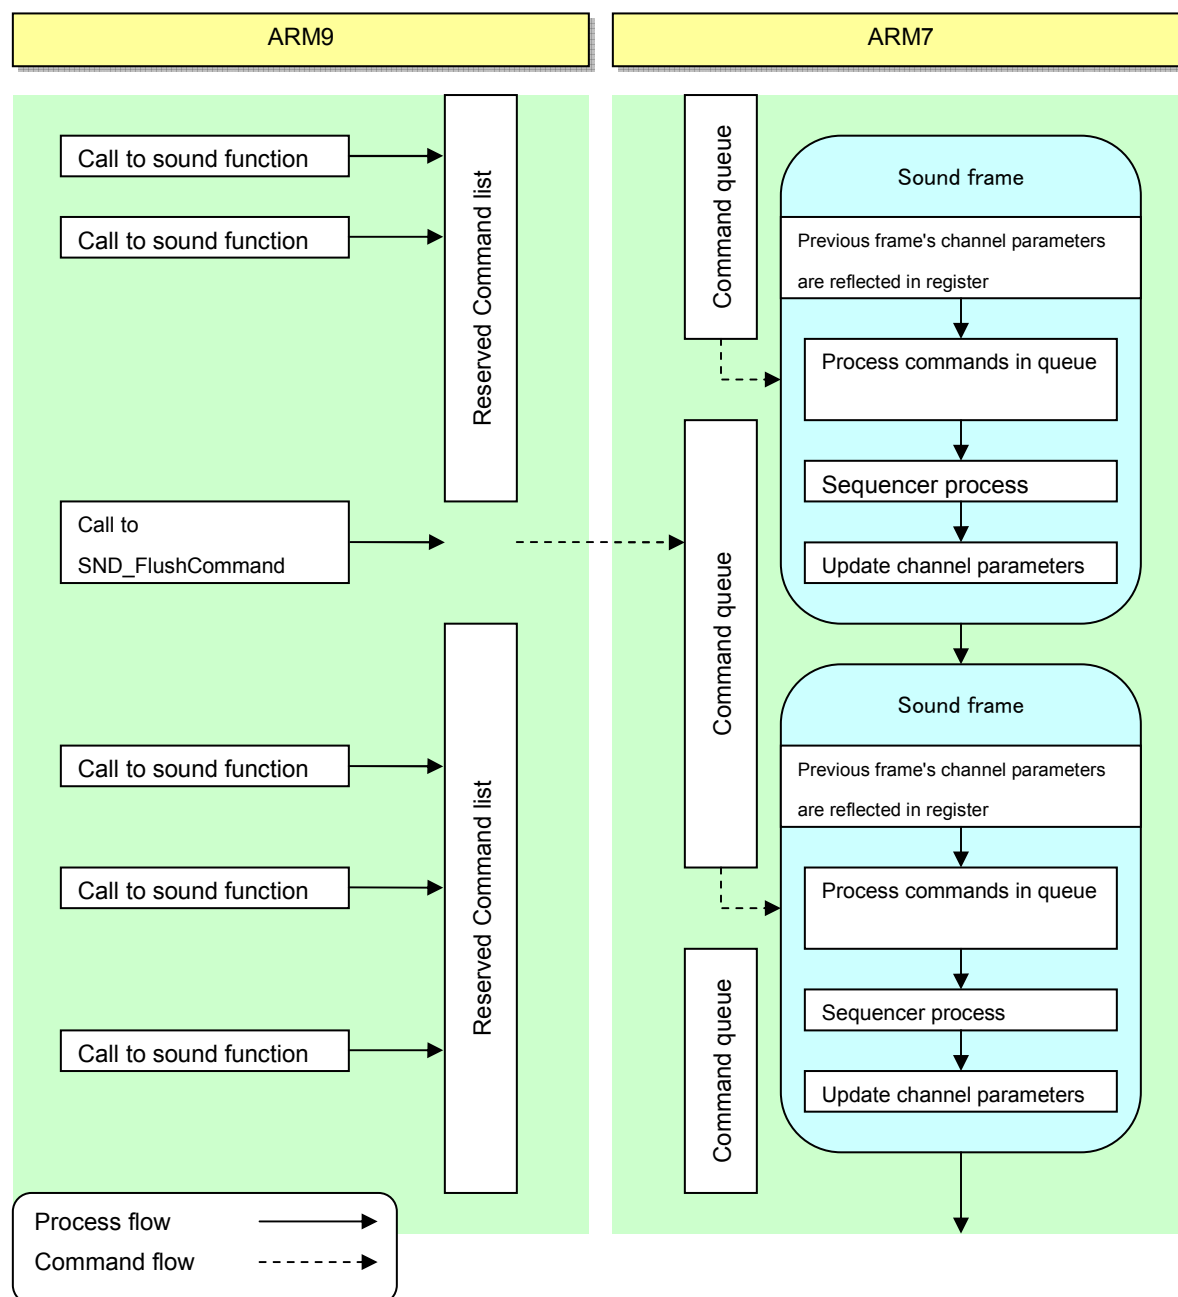 ARM9
ARM7
Call to sound function
Call to sound function
Reserved Command list
Call to
SND_FlushCommand
Call to sound function
Call to sound function
Call to sound function
Reserved Command list
Process flow
Command flow
Command queue
Sound frame
Previous frame's channel parameters
are reflected in register
Process commands in queue
Sequencer process
Update channel parameters
Command queue
Sound frame
Previous frame's channel parameters
are reflected in register
Process commands in queue
Sequencer process
Update channel parameters
Command queue